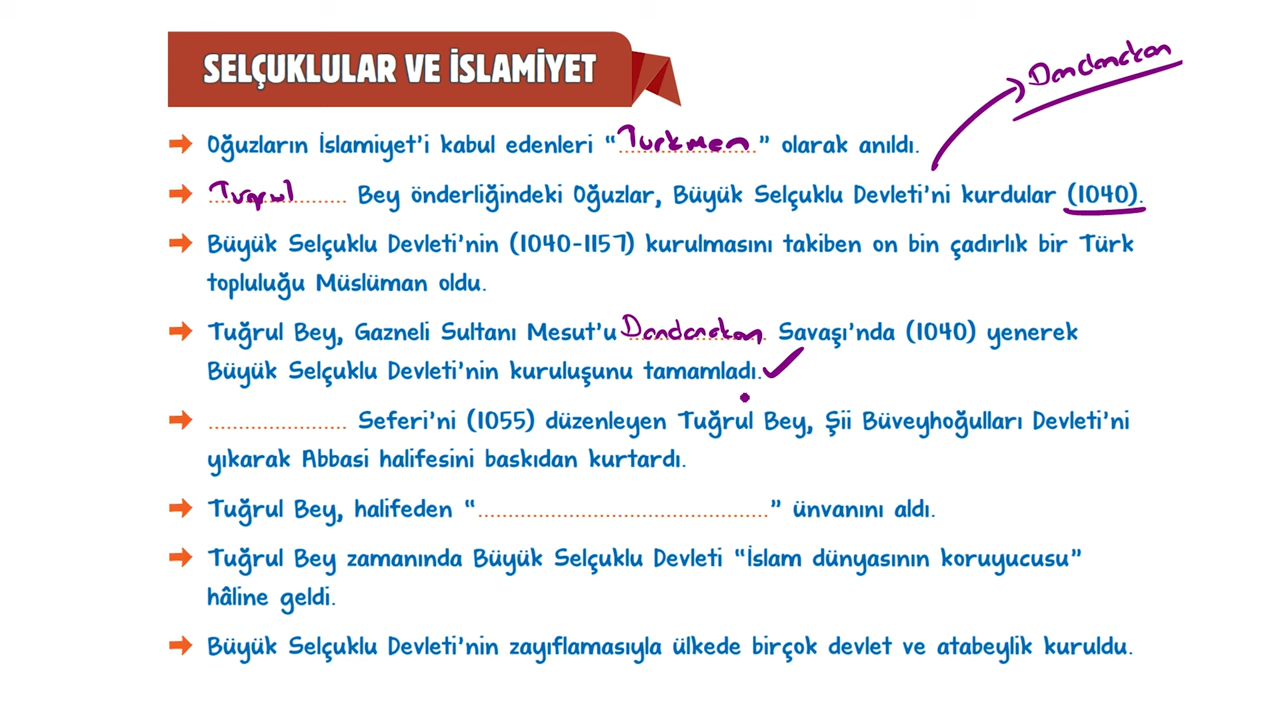 SELÇUKLULAR VE İSLAMİYET
Dandanakan
Oğuzların İslamiyet'i kabul edenleri "Türkmen" olarak anıldı.
Tuğrul Bey önderliğindeki Oğuzlar, Büyük Selçuklu Devleti'ni kurdular (1040).
Büyük Selçuklu Devleti'nin (1040-1157) kurulmasını takiben on bin çadırlık bir Türk
topluluğu Müslüman oldu.
Tuğrul Bey, Gazneli Sultanı Mesut'u Dandanakan Savaşı'nda (1040) yenerek
Büyük Selçuklu Devleti'nin kuruluşunu tamamladı.
.......................... Seferi'ni (1055) düzenleyen Tuğrul Bey, Şii Büveyhoğulları Devleti'ni
yıkarak Abbasi halifesini baskıdan kurtardı.
Tuğrul Bey, halifeden "................................................" ünvanını aldı.
Tuğrul Bey zamanında Büyük Selçuklu Devleti "İslam dünyasının koruyucusu"
hâline geldi.
Büyük Selçuklu Devleti'nin zayıflamasıyla ülkede birçok devlet ve atabeylik kuruldu.